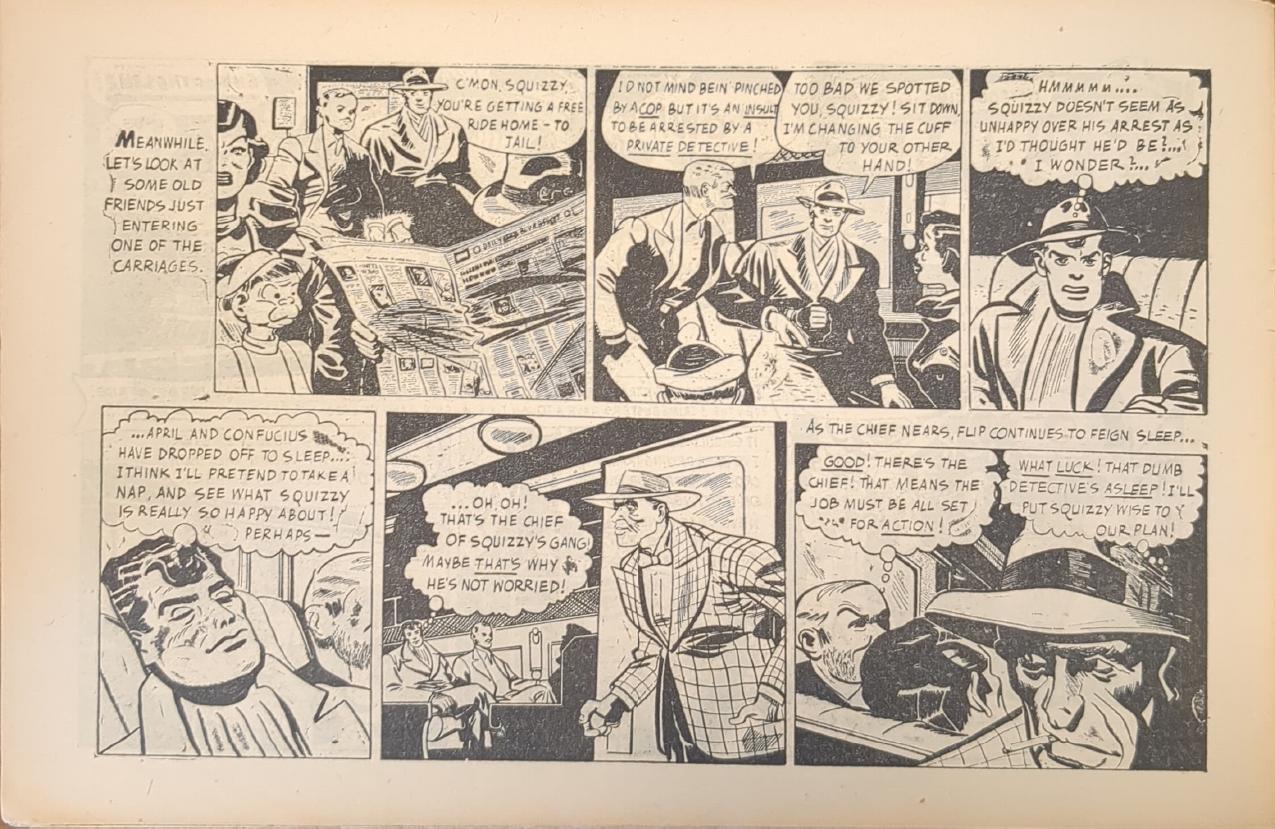 MEANWHILE,
LET'S LOOK AT
SOME OLD
FRIENDS JUST
ENTERING
ONE OF THE
CARRIAGES.
C'MON, SQUIZZY,
YOU'RE GETTING A FREE
RIDE HOME - TO
JAIL!
DAILY
I DO NOT MIND BEIN' PINCHED
BY A COP BUT IT'S AN INSULT
TO BE ARRESTED BY A
PRIVATE DETECTIVE!
TOO BAD WE SPOTTED
YOU, SQUIZZY! SIT DOWN,
I'M CHANGING THE CUFF
TO YOUR OTHER
HAND!
HMMMMM....
SQUIZZY DOESN'T SEEM AS
UNHAPPY OVER HIS ARREST AS
I'D THOUGHT HE'D BE!...
I WONDER?...
...APRIL AND CONFUCIUS
HAVE DROPPED OFF TO SLEEP...
I THINK I'LL PRETEND TO TAKE A
NAP, AND SEE WHAT SQUIZZY
IS REALLY SO HAPPY ABOUT!
PERHAPS—
...OH, OH!
THAT'S THE CHIEF
OF SQUIZZY'S GANG!
MAYBE THAT'S WHY
HE'S NOT WORRIED!
AS THE CHIEF NEARS, FLIP CONTINUES TO FEIGN SLEEP...
GOOD! THERE'S THE
CHIEF! THAT MEANS THE
JOB MUST BE ALL SET
FOR ACTION!
WHAT LUCK! THAT DUMB
DETECTIVE'S ASLEEP! I'LL
PUT SQUIZZY WISE TO
OUR PLAN!